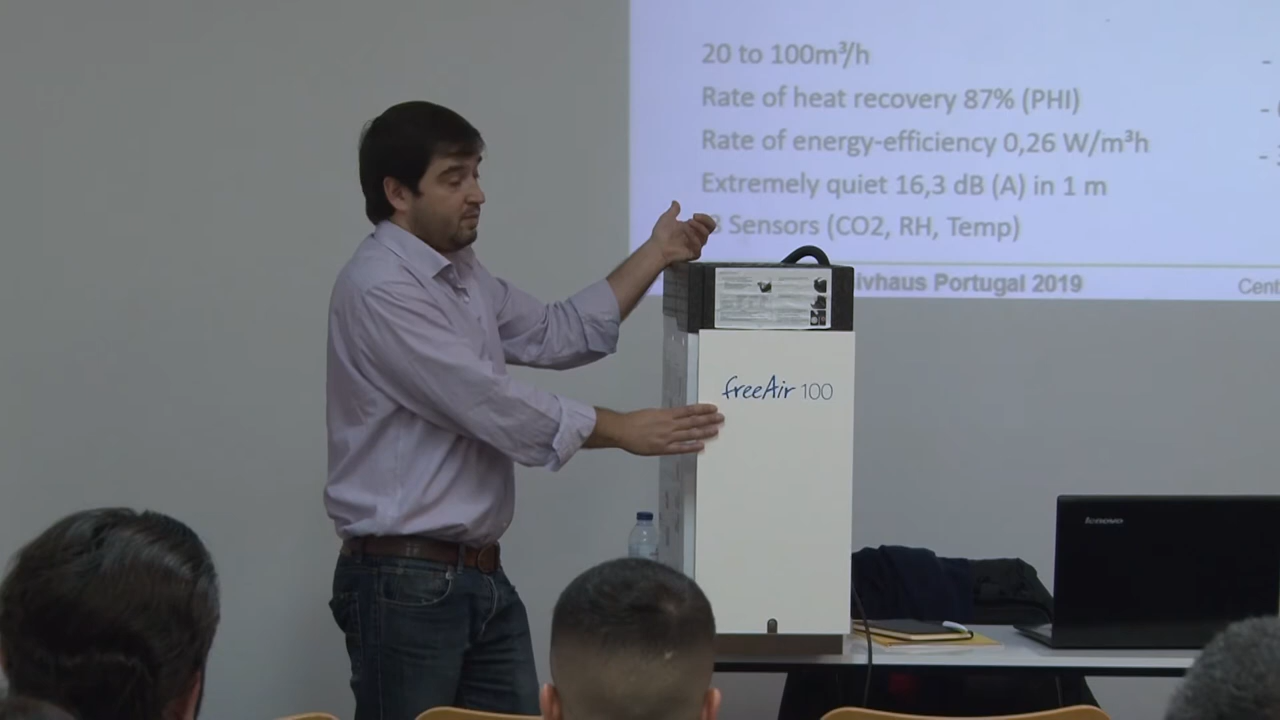 20 to 100m³/h
Rate of heat recovery 87% (PHI)
Rate of energy-efficiency 0,26 W/m³h
Extremely quiet 16,3 dB (A) in 1 m
Sensors (CO2, RH, Temp)
ivhaus Portugal 2019
Cent
freeAir 100
lenovo